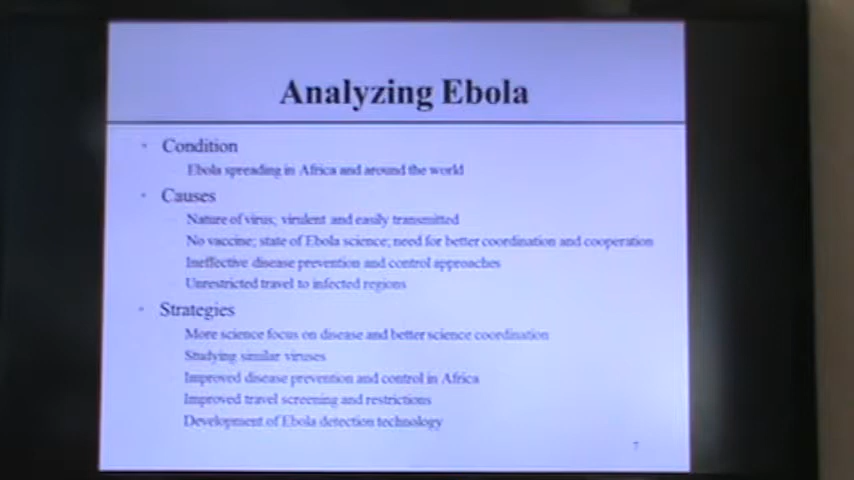 Analyzing Ebola
• Condition
– Ebola spreading in Africa and around the world
• Causes
– Nature of virus; virulent and easily transmitted
– No vaccine; state of Ebola science; need for better coordination and cooperation
– Ineffective disease prevention and control approaches
– Unrestricted travel to infected regions
• Strategies
– More science focus on disease and better science coordination
– Studying similar viruses
– Improved disease prevention and control in Africa
– Improved travel screening and restrictions
– Development of Ebola detection technology
7